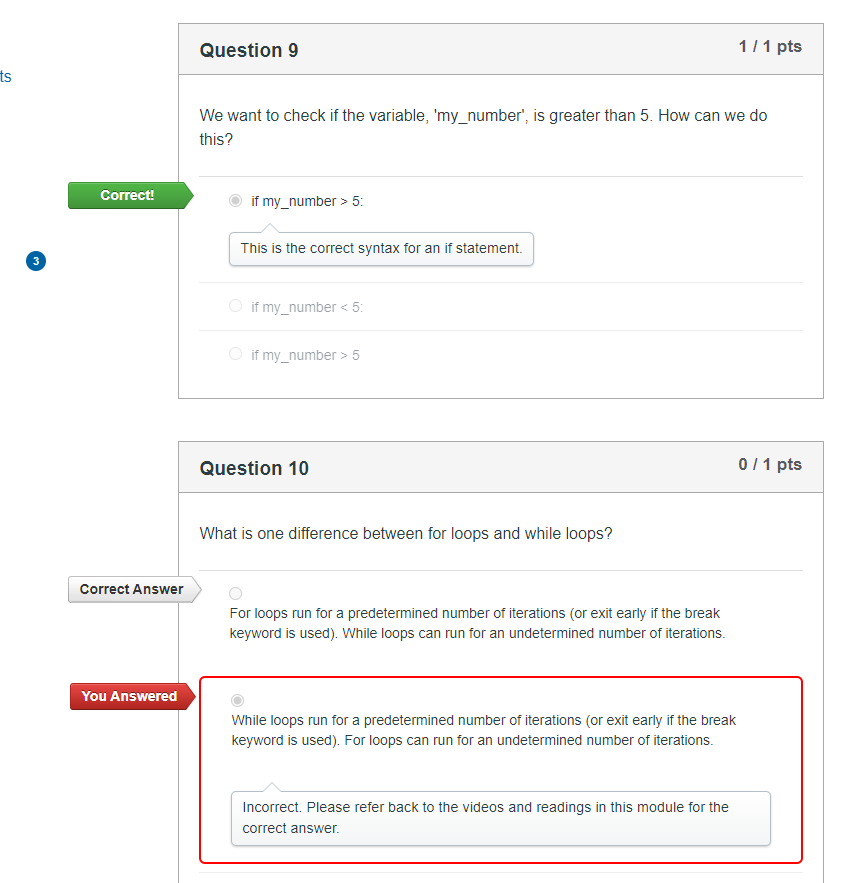 Question 9
1 / 1 pts
ts
We want to check if the variable, 'my_number', is greater than 5. How can we do
this?
Correct!
if my_number > 5:
This is the correct syntax for an if statement.
3
if my_number < 5:
if my_number > 5
Question 10
0 / 1 pts
What is one difference between for loops and while loops?
Correct Answer
For loops run for a predetermined number of iterations (or exit early if the break
keyword is used). While loops can run for an undetermined number of iterations.
You Answered
While loops run for a predetermined number of iterations (or exit early if the break
keyword is used). For loops can run for an undetermined number of iterations.
Incorrect. Please refer back to the videos and readings in this module for the
correct answer.